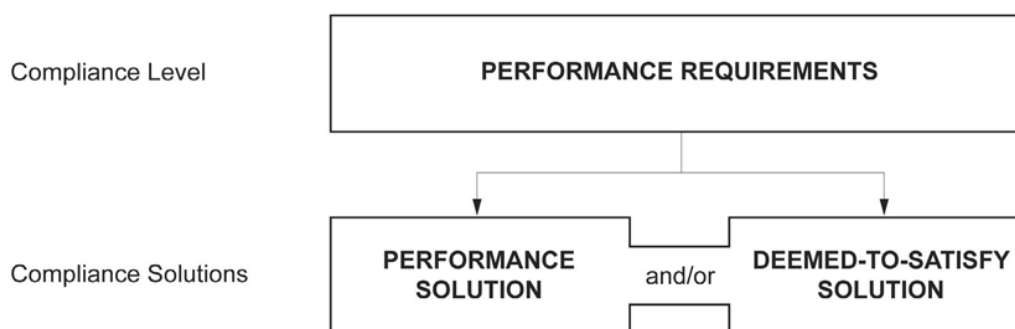 Compliance Level
PERFORMANCE REQUIREMENTS
Compliance Solutions
PERFORMANCE
SOLUTION
and/or
DEEMED-TO-SATISFY
SOLUTION